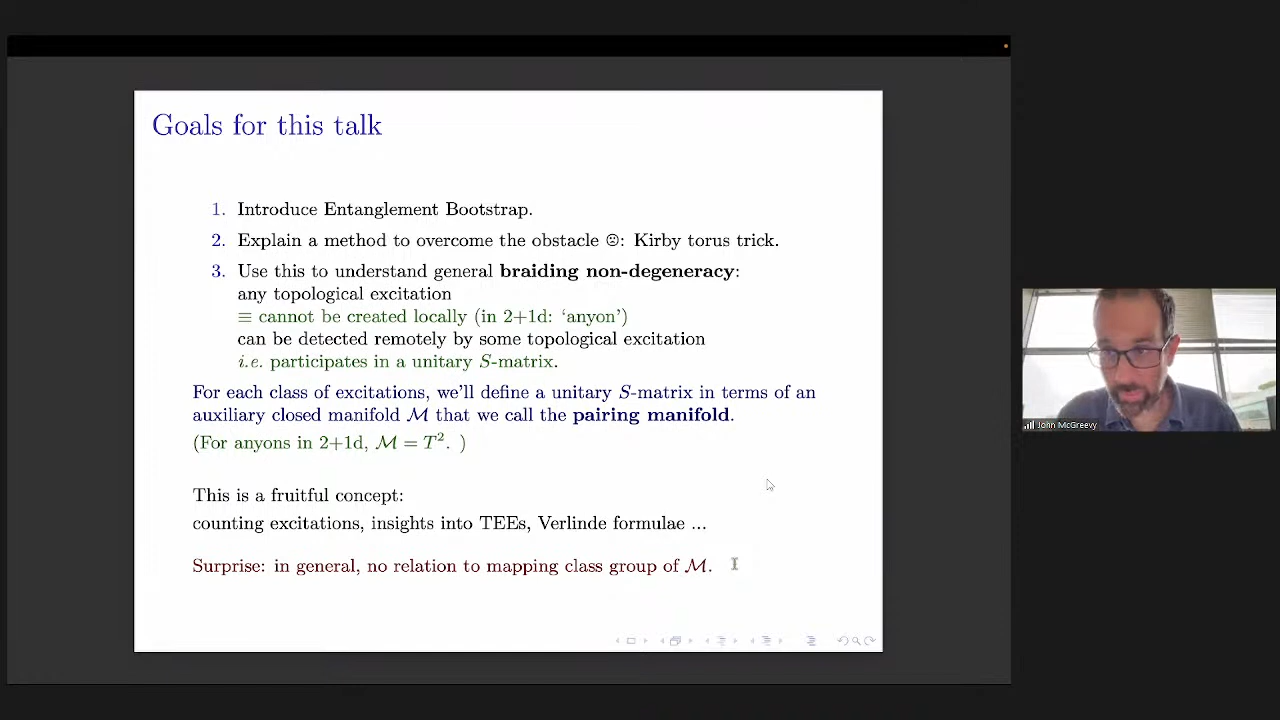 Goals for this talk
1. Introduce Entanglement Bootstrap.
2. Explain a method to overcome the obstacle ☹: Kirby torus trick.
3. Use this to understand general braiding non-degeneracy:
any topological excitation
≡ cannot be created locally (in 2+1d: ‘anyon’)
can be detected remotely by some topological excitation
i.e. participates in a unitary S-matrix.
For each class of excitations, we’ll define a unitary S-matrix in terms of an
auxiliary closed manifold ℳ that we call the pairing manifold.
(For anyons in 2+1d, ℳ = T². )
This is a fruitful concept:
counting excitations, insights into TEEs, Verlinde formulae ...
Surprise: in general, no relation to mapping class group of ℳ.
John McGreevy